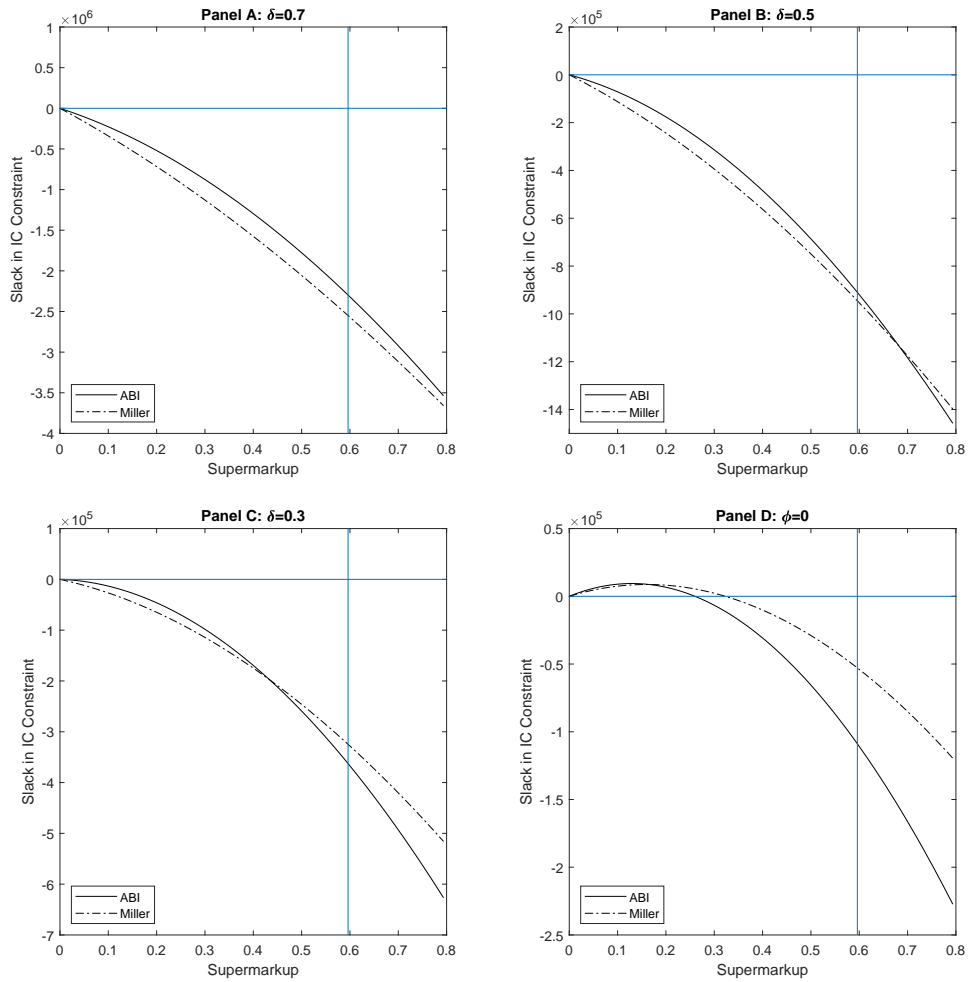 Panel A: δ=0.7
×10⁶
1
0.5
0
-0.5
-1
-1.5
-2
-2.5
-3
-3.5
-4
Slack in IC Constraint
ABI
Miller
0 0.1 0.2 0.3 0.4 0.5 0.6 0.7 0.8
Supermarkup
Panel B: δ=0.5
×10⁵
2
0
-2
-4
-6
-8
-10
-12
-14
Slack in IC Constraint
ABI
Miller
0 0.1 0.2 0.3 0.4 0.5 0.6 0.7 0.8
Supermarkup
Panel C: δ=0.3
×10⁵
1
0
-1
-2
-3
-4
-5
-6
-7
Slack in IC Constraint
ABI
Miller
0 0.1 0.2 0.3 0.4 0.5 0.6 0.7 0.8
Supermarkup
Panel D: ϕ=0
×10⁵
0.5
0
-0.5
-1
-1.5
-2
-2.5
Slack in IC Constraint
ABI
Miller
0 0.1 0.2 0.3 0.4 0.5 0.6 0.7 0.8
Supermarkup